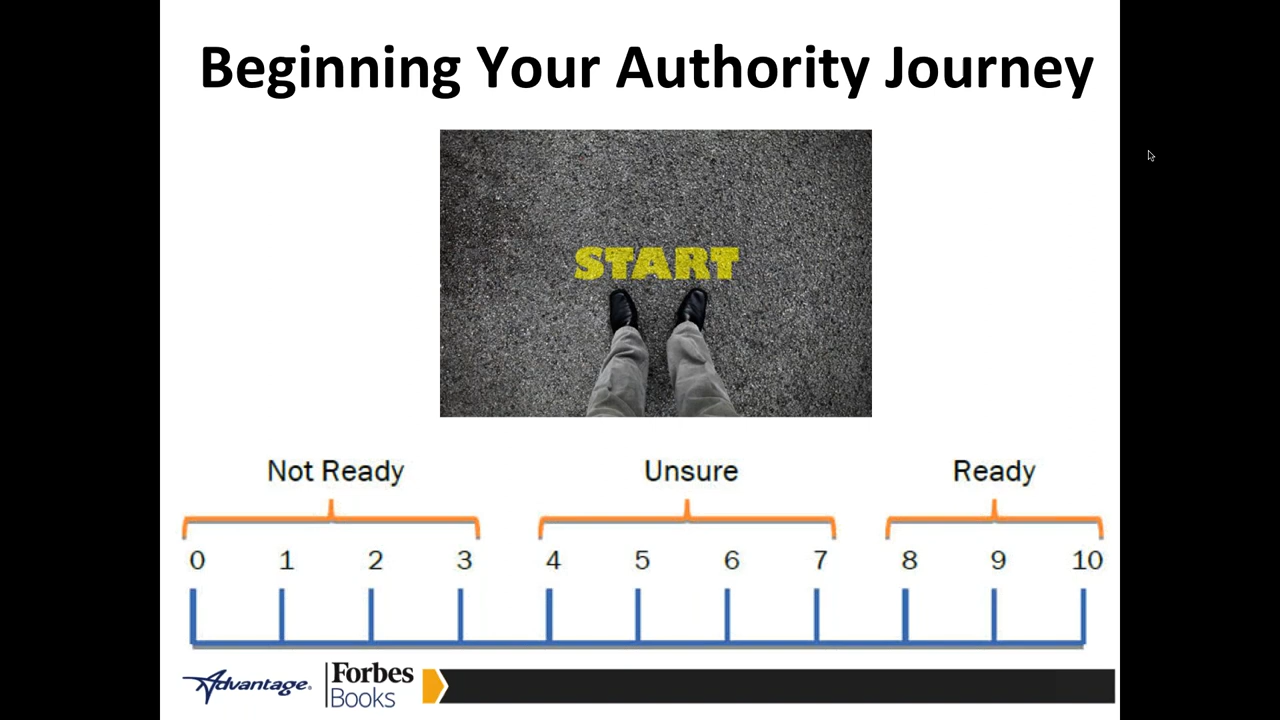 Beginning Your Authority Journey
START
Not Ready Unsure Ready
0 1 2 3 4 5 6 7 8 9 10
Advantage. Forbes
Books